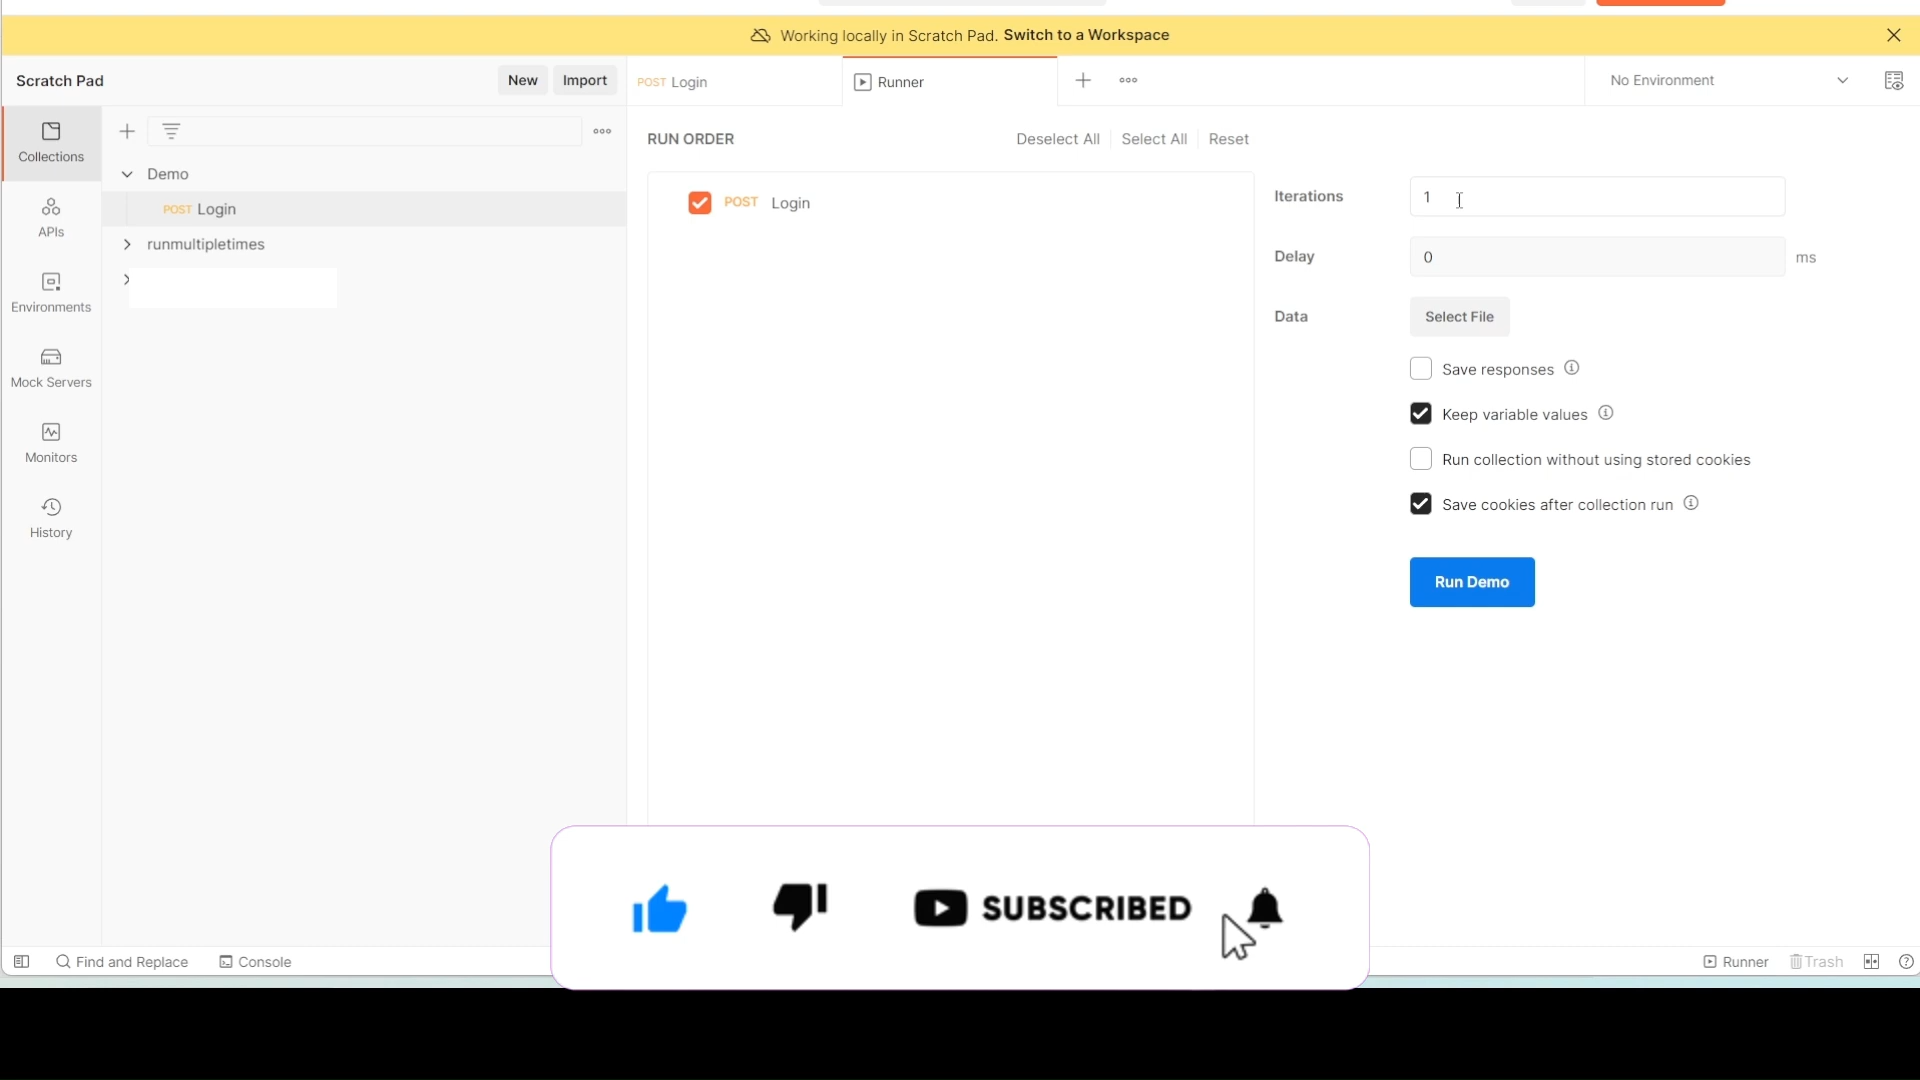 Working locally in Scratch Pad. Switch to a Workspace
Scratch Pad
New
Import
POST Login
Runner
No Environment
Collections
APIs
Environments
Mock Servers
Monitors
History
Demo
POST Login
runmultipletimes
RUN ORDER
Deselect All
Select All
Reset
POST Login
Iterations
1
Delay
0
ms
Data
Select File
Save responses
Keep variable values
Run collection without using stored cookies
Save cookies after collection run
Run Demo
SUBSCRIBED
Find and Replace
Console
Runner
Trash